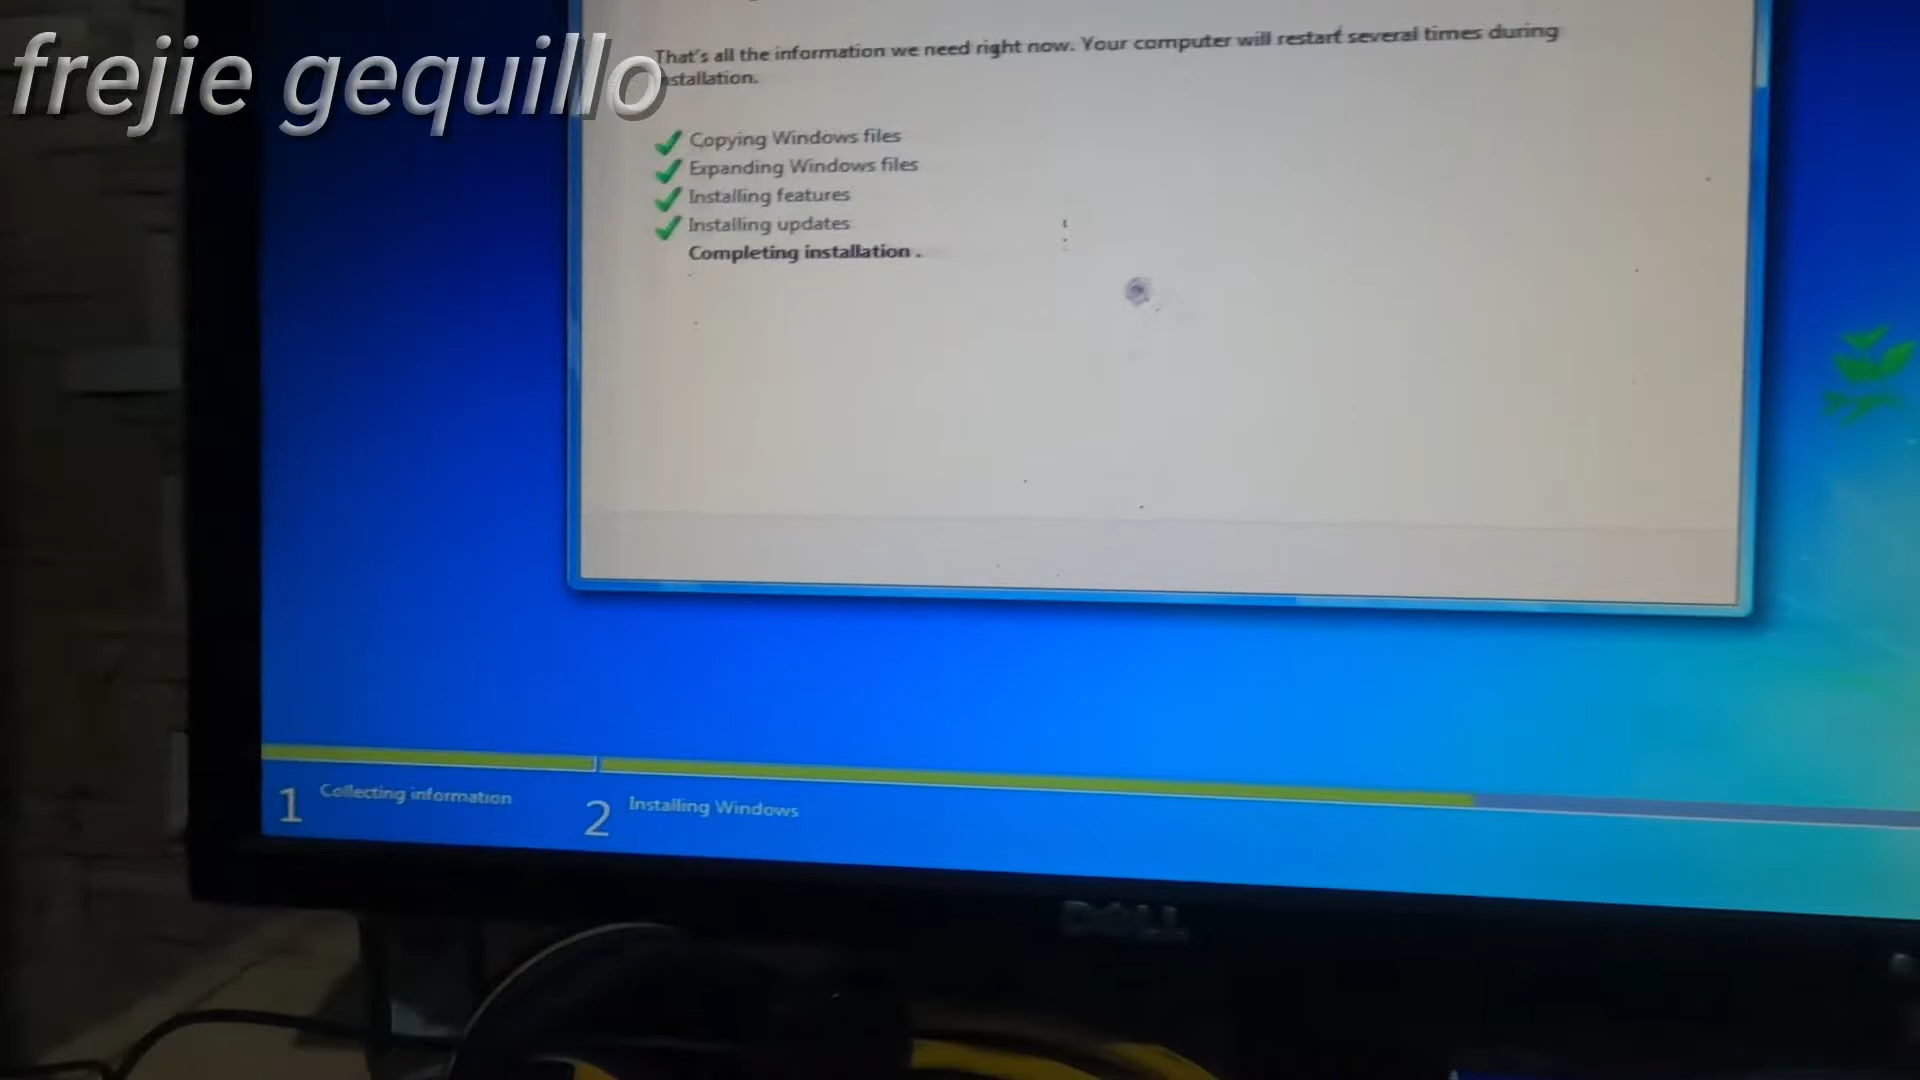 frejie gequillo
That's all the information we need right now. Your computer will restart several times during
nstallation.
Copying Windows files
Expanding Windows files
Installing features
Installing updates
Completing installation .
1 Collecting information
2 Installing Windows
DELL